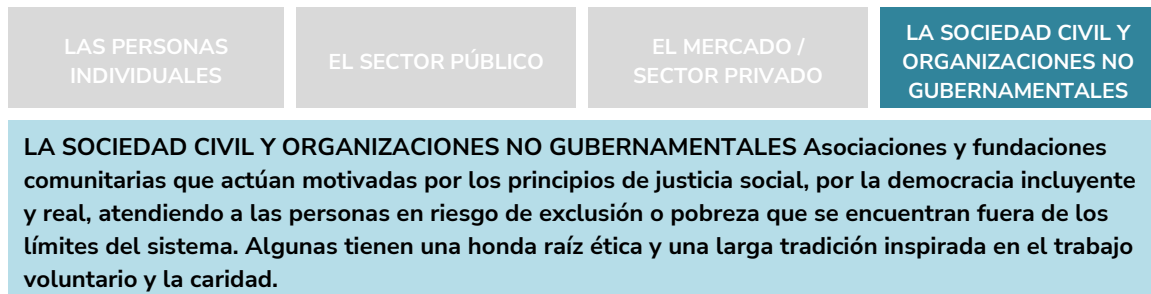 LAS PERSONAS
INDIVIDUALES
EL SECTOR PÚBLICO
EL MERCADO /
SECTOR PRIVADO
LA SOCIEDAD CIVIL Y
ORGANIZACIONES NO
GUBERNAMENTALES
LA SOCIEDAD CIVIL Y ORGANIZACIONES NO GUBERNAMENTALES Asociaciones y fundaciones
comunitarias que actúan motivadas por los principios de justicia social, por la democracia incluyente
y real, atendiendo a las personas en riesgo de exclusión o pobreza que se encuentran fuera de los
límites del sistema. Algunas tienen una honda raíz ética y una larga tradición inspirada en el trabajo
voluntario y la caridad.